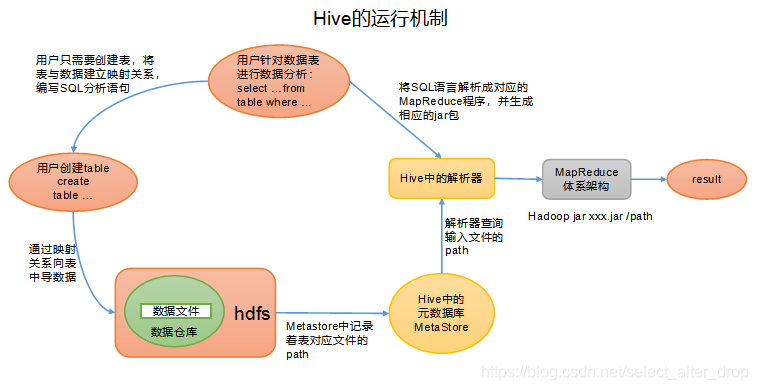 Hive的运行机制
用户只需要创建表，将
表与数据建立映射关系，
编写SQL分析语句
用户针对数据表
进行数据分析：
select ...from
table where ...
将SQL语言解析成对应的
MapReduce程序，并生成
相应的jar包
用户创建table
create
table ...
Hive中的解析器
MapReduce
体系架构
result
Hadoop jar xxx.jar /path
解析器查询
输入文件的
path
通过映射
关系向表
中导数据
数据文件
数据仓库
hdfs
Metastore中记录
着表对应文件的
path
Hive中的
元数据库
MetaStore
https://blog.csdn.net/select_alter_drop